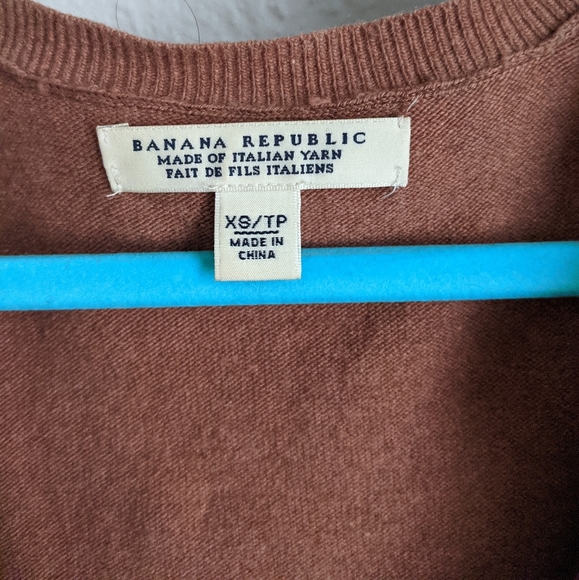 BANANA REPUBLIC
MADE OF ITALIAN YARN
FAIT DE FILS ITALIENS
XS/TP
MADE IN
CHINA